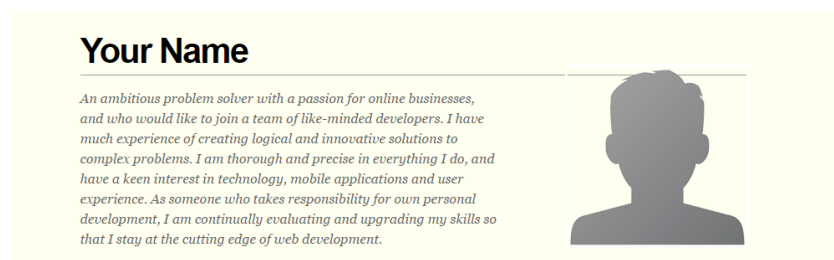 Your Name
An ambitious problem solver with a passion for online businesses,
and who would like to join a team of like-minded developers. I have
much experience of creating logical and innovative solutions to
complex problems. I am thorough and precise in everything I do, and
have a keen interest in technology, mobile applications and user
experience. As someone who takes responsibility for own personal
development, I am continually evaluating and upgrading my skills so
that I stay at the cutting edge of web development.